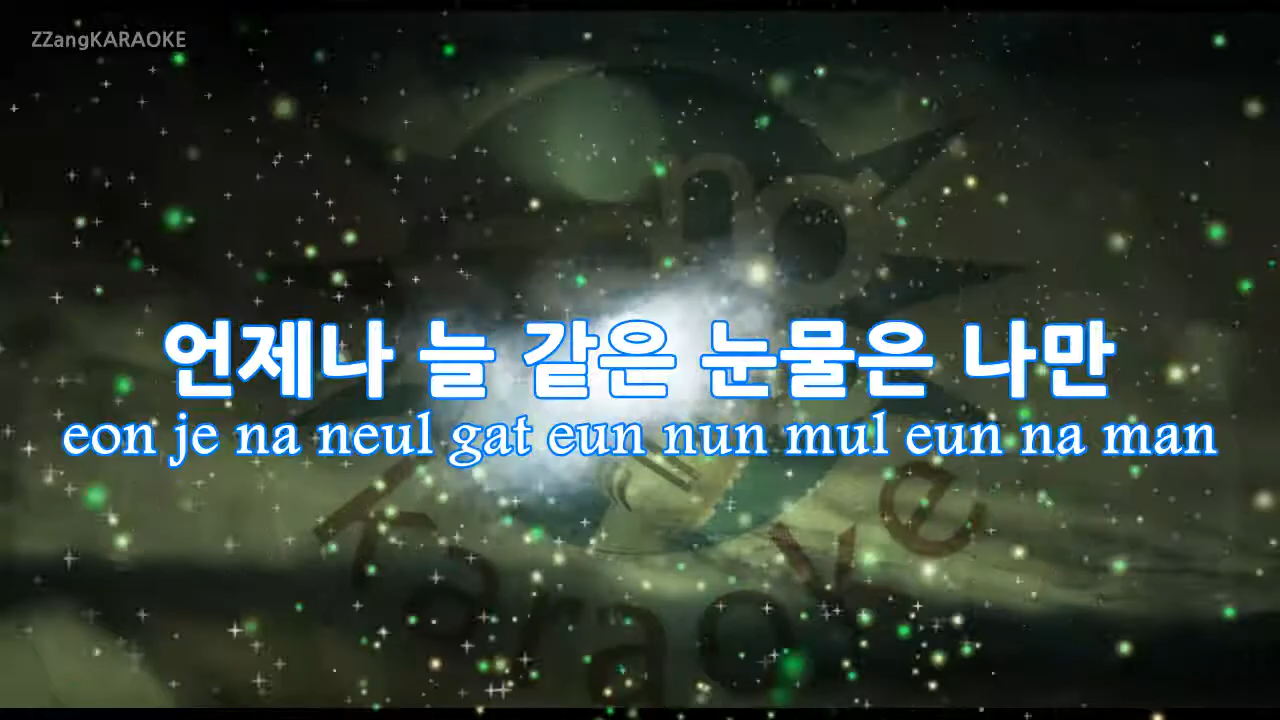 ZZangKARAOKE
언제나 늘 같은 눈물은 나만
eon je na neul gat eun nun mul eun na man
Karaoke